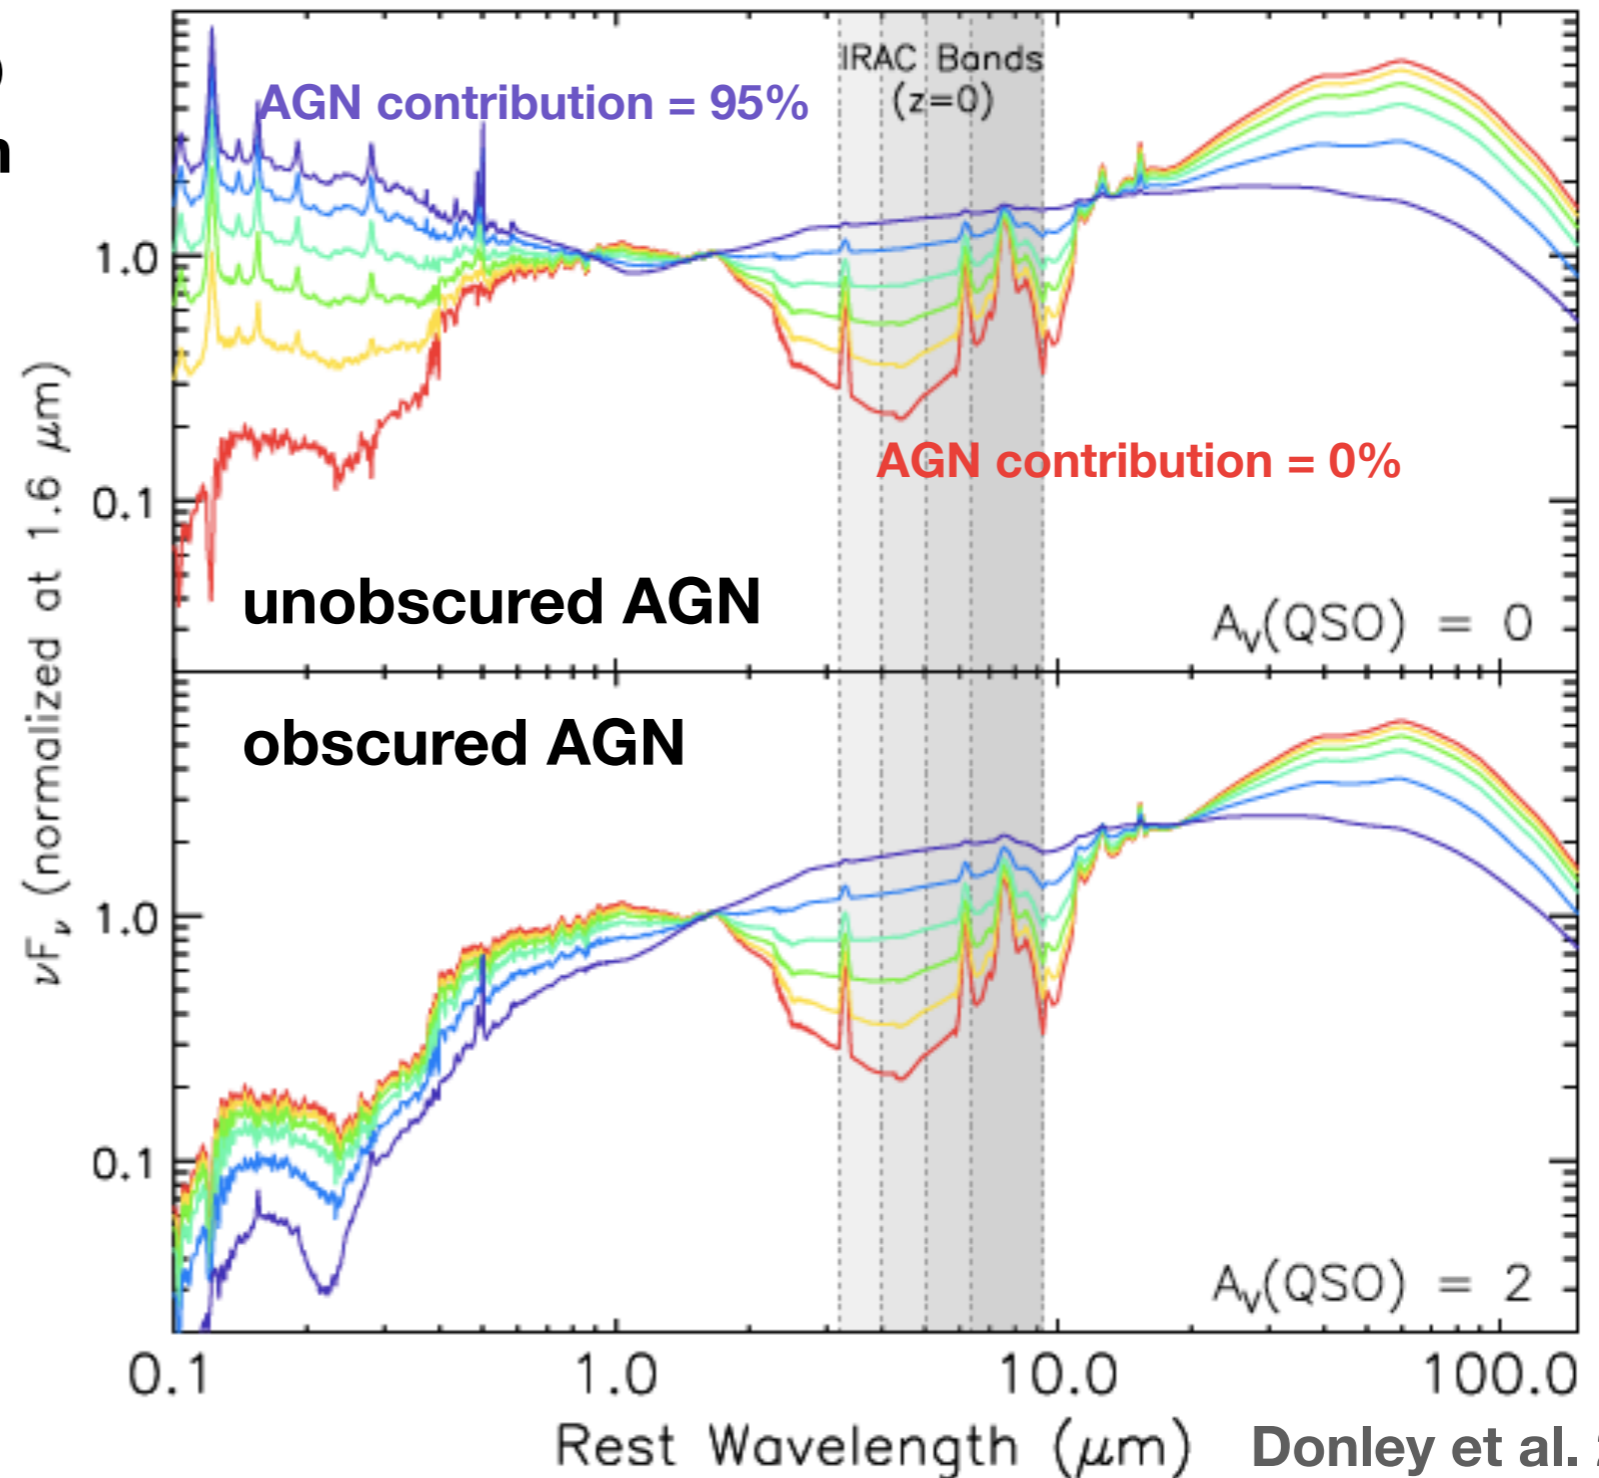 IRAC Bands
(z=0)
AGN contribution = 95%
1.0
AGN contribution = 0%
0.1
unobscured AGN
A_V(QSO) = 0
νF_ν (normalized at 1.6 μm)
obscured AGN
1.0
0.1
A_V(QSO) = 2
0.1 1.0 10.0 100.0
Rest Wavelength (μm)
Donley et al.